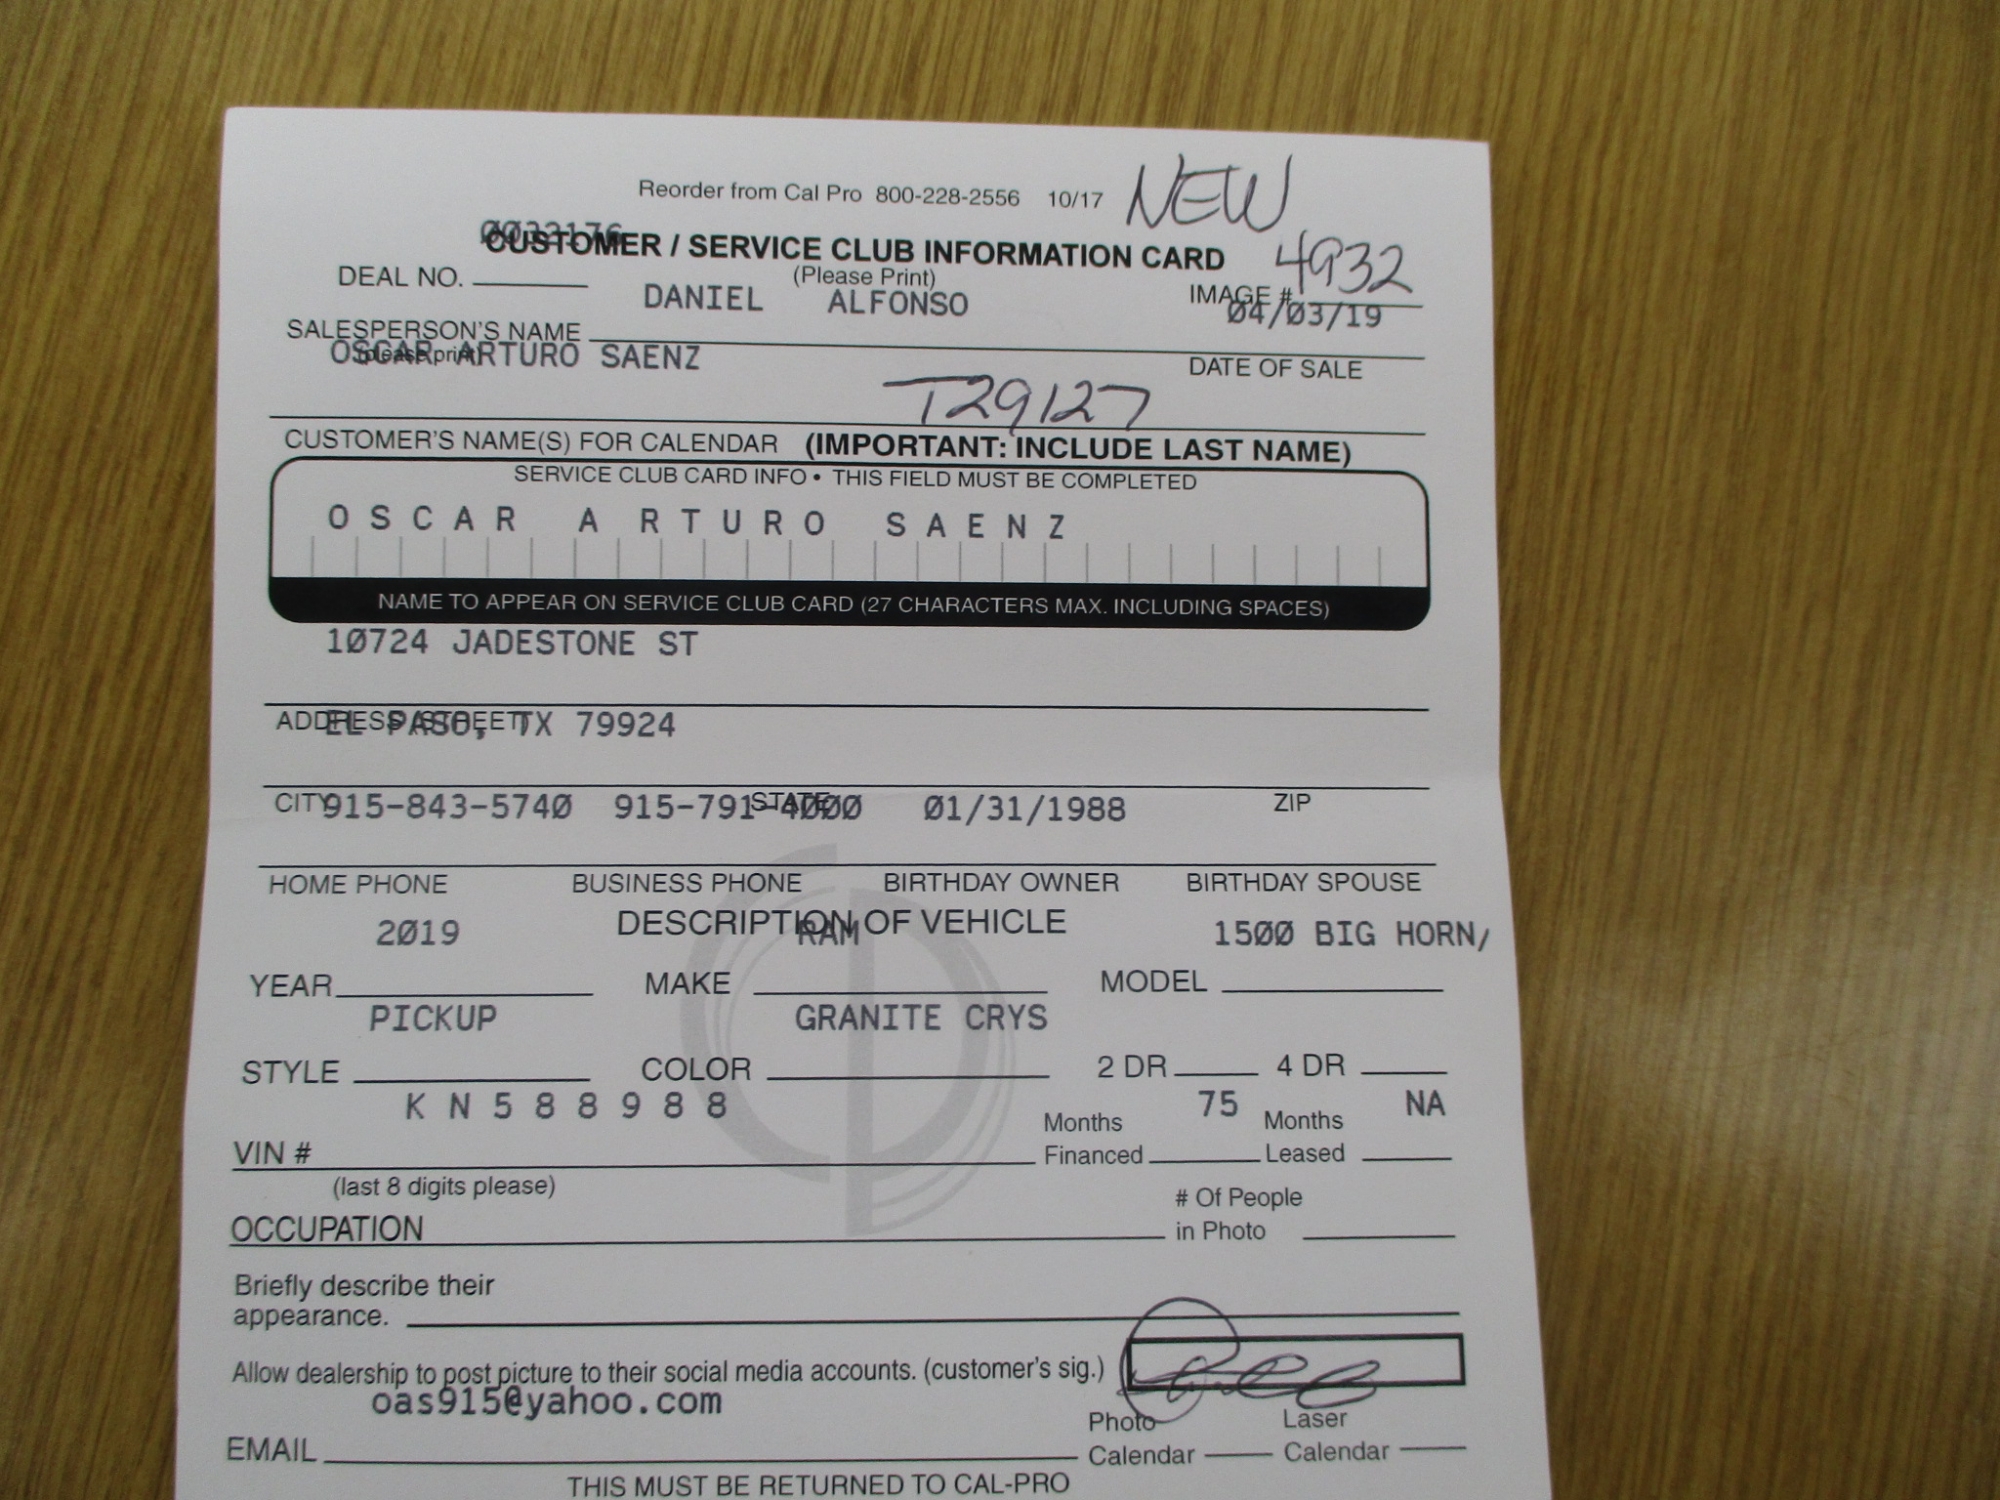 Reorder from Cal Pro 800-228-2556 10/17 NEW
0032176
CUSTOMER / SERVICE CLUB INFORMATION CARD
(Please Print)
4932
DEAL NO. IMAGE #
DANIEL ALFONSO 04/03/19
SALESPERSON'S NAME
(please print) DATE OF SALE
OSCAR ARTURO SAENZ
T29127
CUSTOMER'S NAME(S) FOR CALENDAR (IMPORTANT: INCLUDE LAST NAME)
SERVICE CLUB CARD INFO • THIS FIELD MUST BE COMPLETED
OSCAR ARTURO SAENZ
NAME TO APPEAR ON SERVICE CLUB CARD (27 CHARACTERS MAX. INCLUDING SPACES)
10724 JADESTONE ST
ADDRESS (STREET)
EL PASO, TX 79924
CITY STATE ZIP
915-843-5740 915-791-4000 01/31/1988
HOME PHONE BUSINESS PHONE BIRTHDAY OWNER BIRTHDAY SPOUSE
DESCRIPTION OF VEHICLE
2019 RAM 1500 BIG HORN/
YEAR MAKE MODEL
PICKUP GRANITE CRYS
STYLE COLOR 2 DR 4 DR
KN588988 75 NA
VIN # Months Financed Months Leased
(last 8 digits please)
OCCUPATION # Of People in Photo
Briefly describe their
appearance.
Allow dealership to post picture to their social media accounts. (customer's sig.)
oas915@yahoo.com
EMAIL Photo Calendar Laser Calendar
THIS MUST BE RETURNED TO CAL-PRO